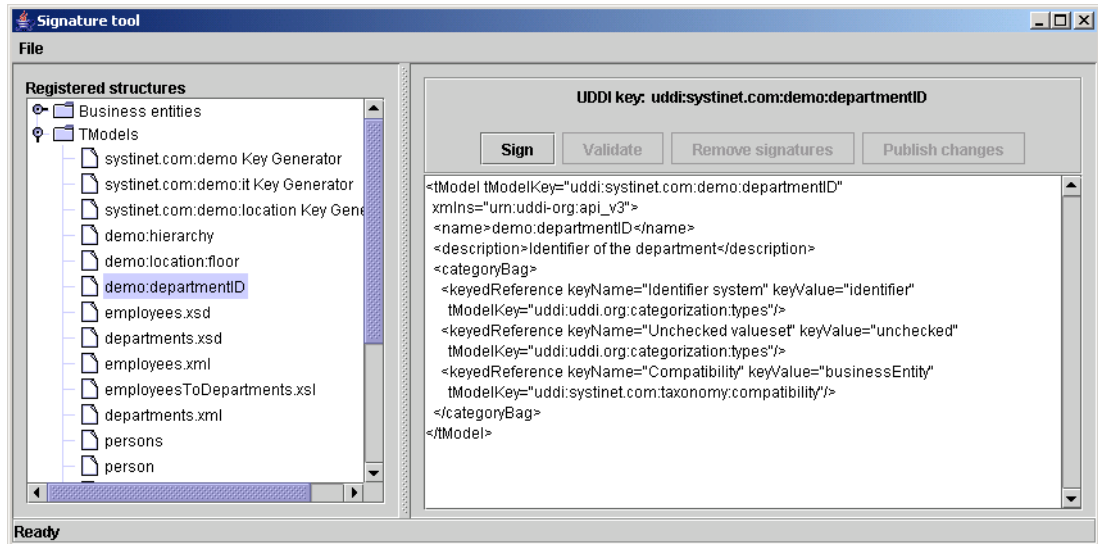 Signature tool
File
Registered structures
Business entities
TModels
systinet.com:demo Key Generator
systinet.com:demo:it Key Generator
systinet.com:demo:location Key Gene
demo:hierarchy
demo:location:floor
demo:departmentID
employees.xsd
departments.xsd
employees.xml
employeesToDepartments.xsl
departments.xml
persons
person
UDDI key: uddi:systinet.com:demo:departmentID
Sign Validate Remove signatures Publish changes
<tModel tModelKey="uddi:systinet.com:demo:departmentID"
xmlns="urn:uddi-org:api_v3">
<name>demo:departmentID</name>
<description>Identifier of the department</description>
<categoryBag>
<keyedReference keyName="Identifier system" keyValue="identifier"
tModelKey="uddi:uddi.org:categorization:types"/>
<keyedReference keyName="Unchecked valueset" keyValue="unchecked"
tModelKey="uddi:uddi.org:categorization:types"/>
<keyedReference keyName="Compatibility" keyValue="businessEntity"
tModelKey="uddi:systinet.com:taxonomy:compatibility"/>
</categoryBag>
</tModel>
Ready